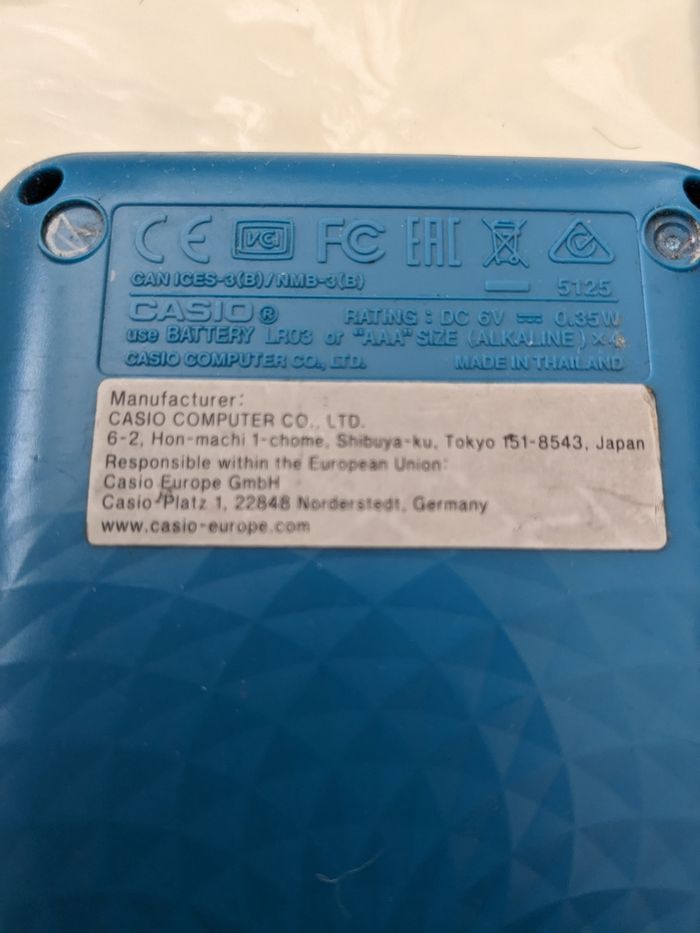 CE VCI FC EAC
CAN ICES-3(B)/NMB-3(B) 5125
CASIO® RATING : DC 6V ⎓ 0.35W
use BATTERY LR03 or "AAA" SIZE (ALKALINE) ×4
CASIO COMPUTER CO., LTD. MADE IN THAILAND
Manufacturer:
CASIO COMPUTER CO., LTD.
6-2, Hon-machi 1-chome, Shibuya-ku, Tokyo 151-8543, Japan
Responsible within the European Union:
Casio Europe GmbH
Casio-Platz 1, 22848 Norderstedt, Germany
www.casio-europe.com